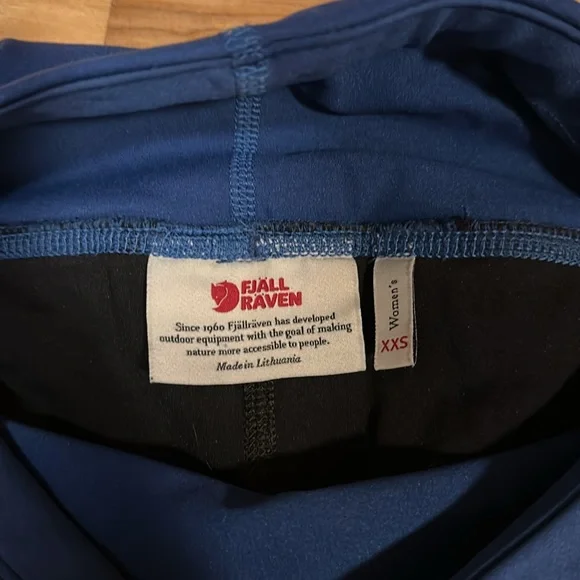 FJÄLL
RÄVEN
Since 1960 Fjällräven has developed
outdoor equipment with the goal of making
nature more accessible to people.
Made in Lithuania
Women's
XXS